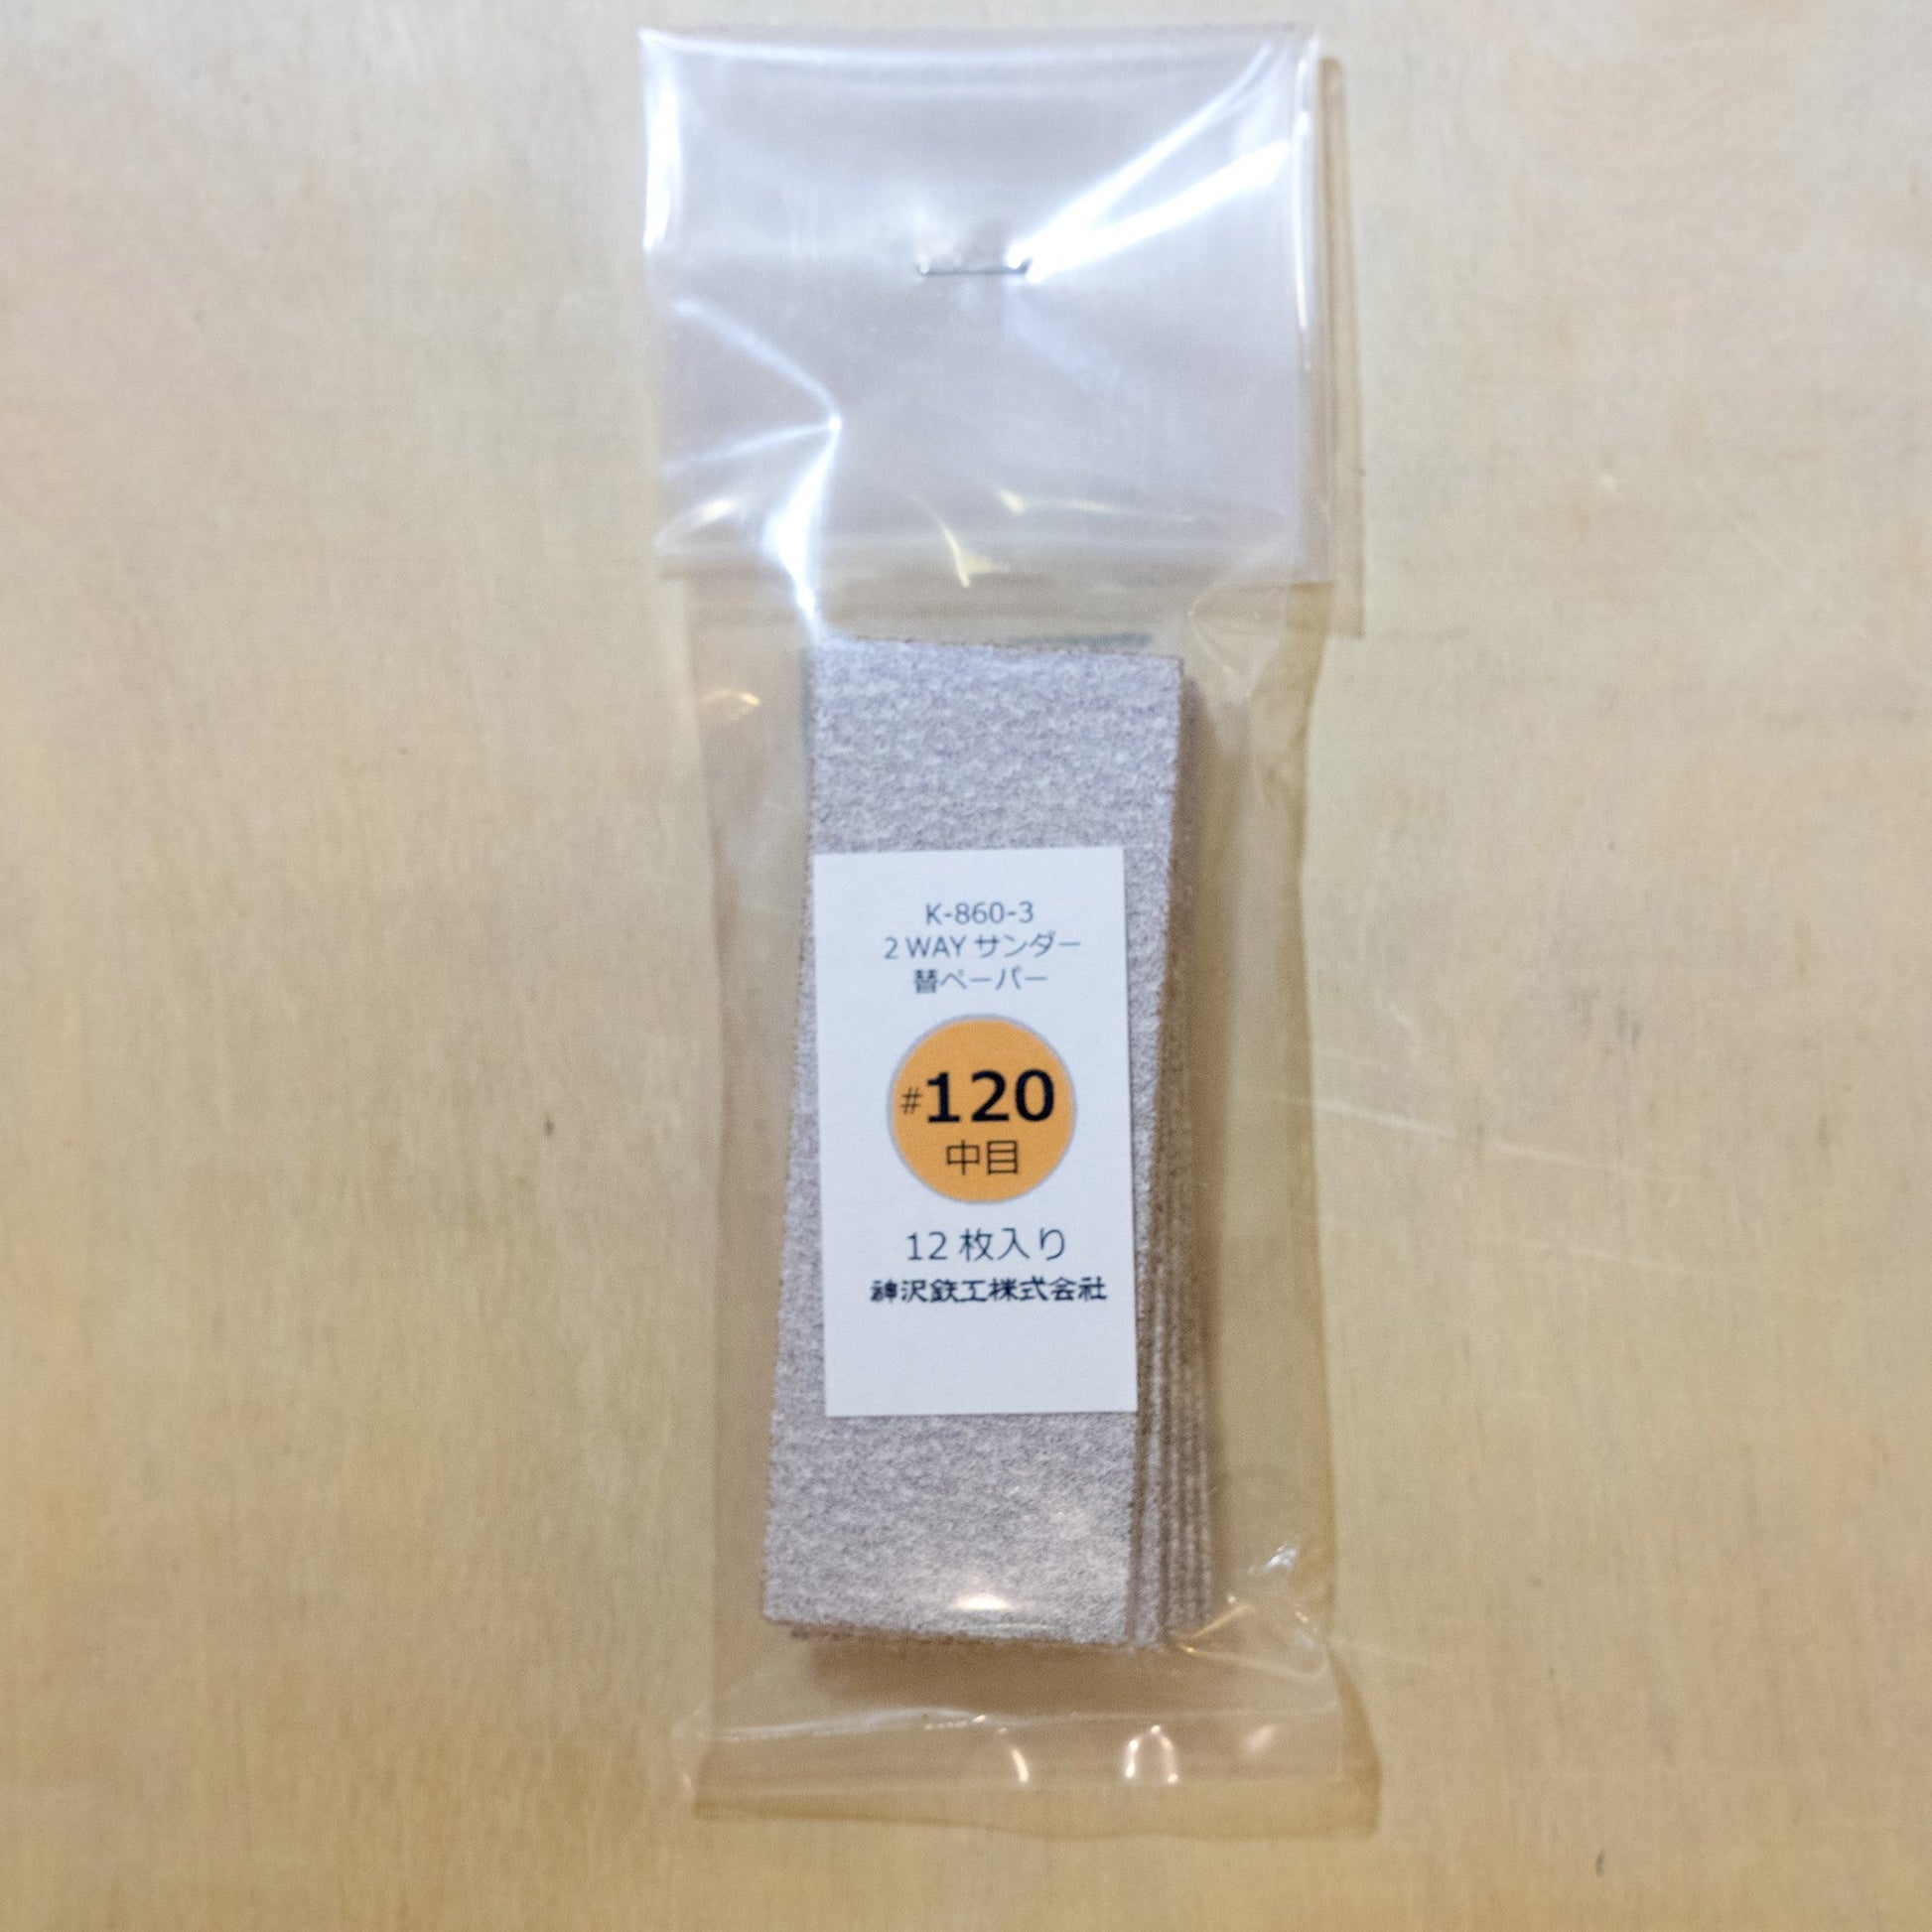 K-860-3
2 WAY サンダー
替ペーパー
#120
中目
12 枚入り
神沢鉄工株式会社